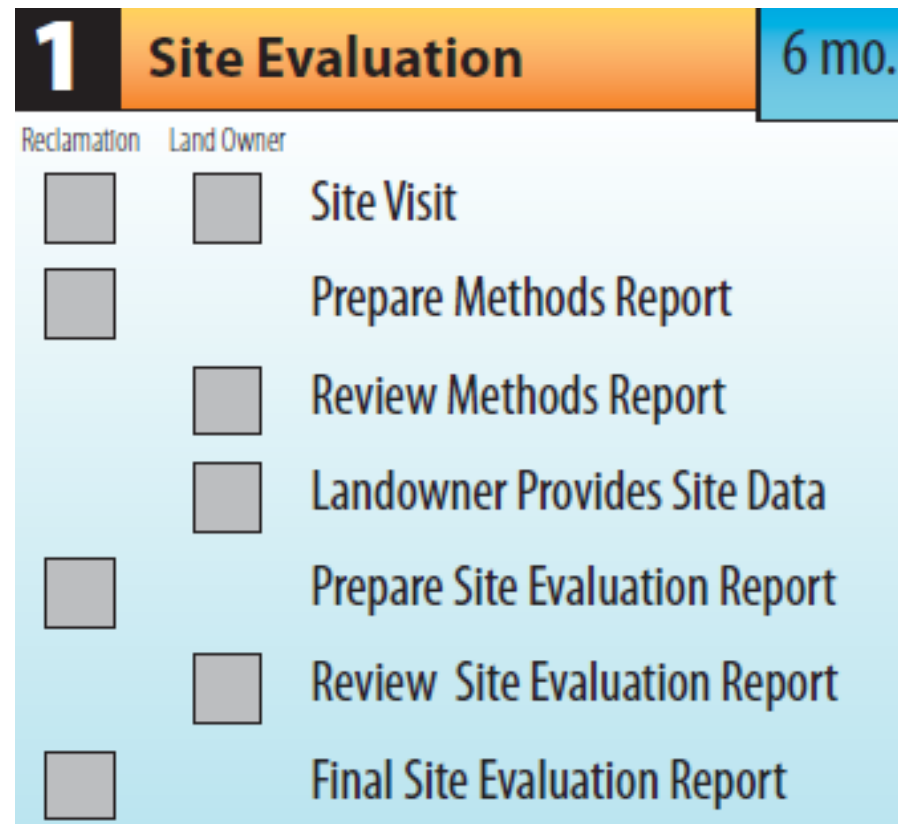 1 Site Evaluation 6 mo.
Reclamation Land Owner
Site Visit
Prepare Methods Report
Review Methods Report
Landowner Provides Site Data
Prepare Site Evaluation Report
Review Site Evaluation Report
Final Site Evaluation Report